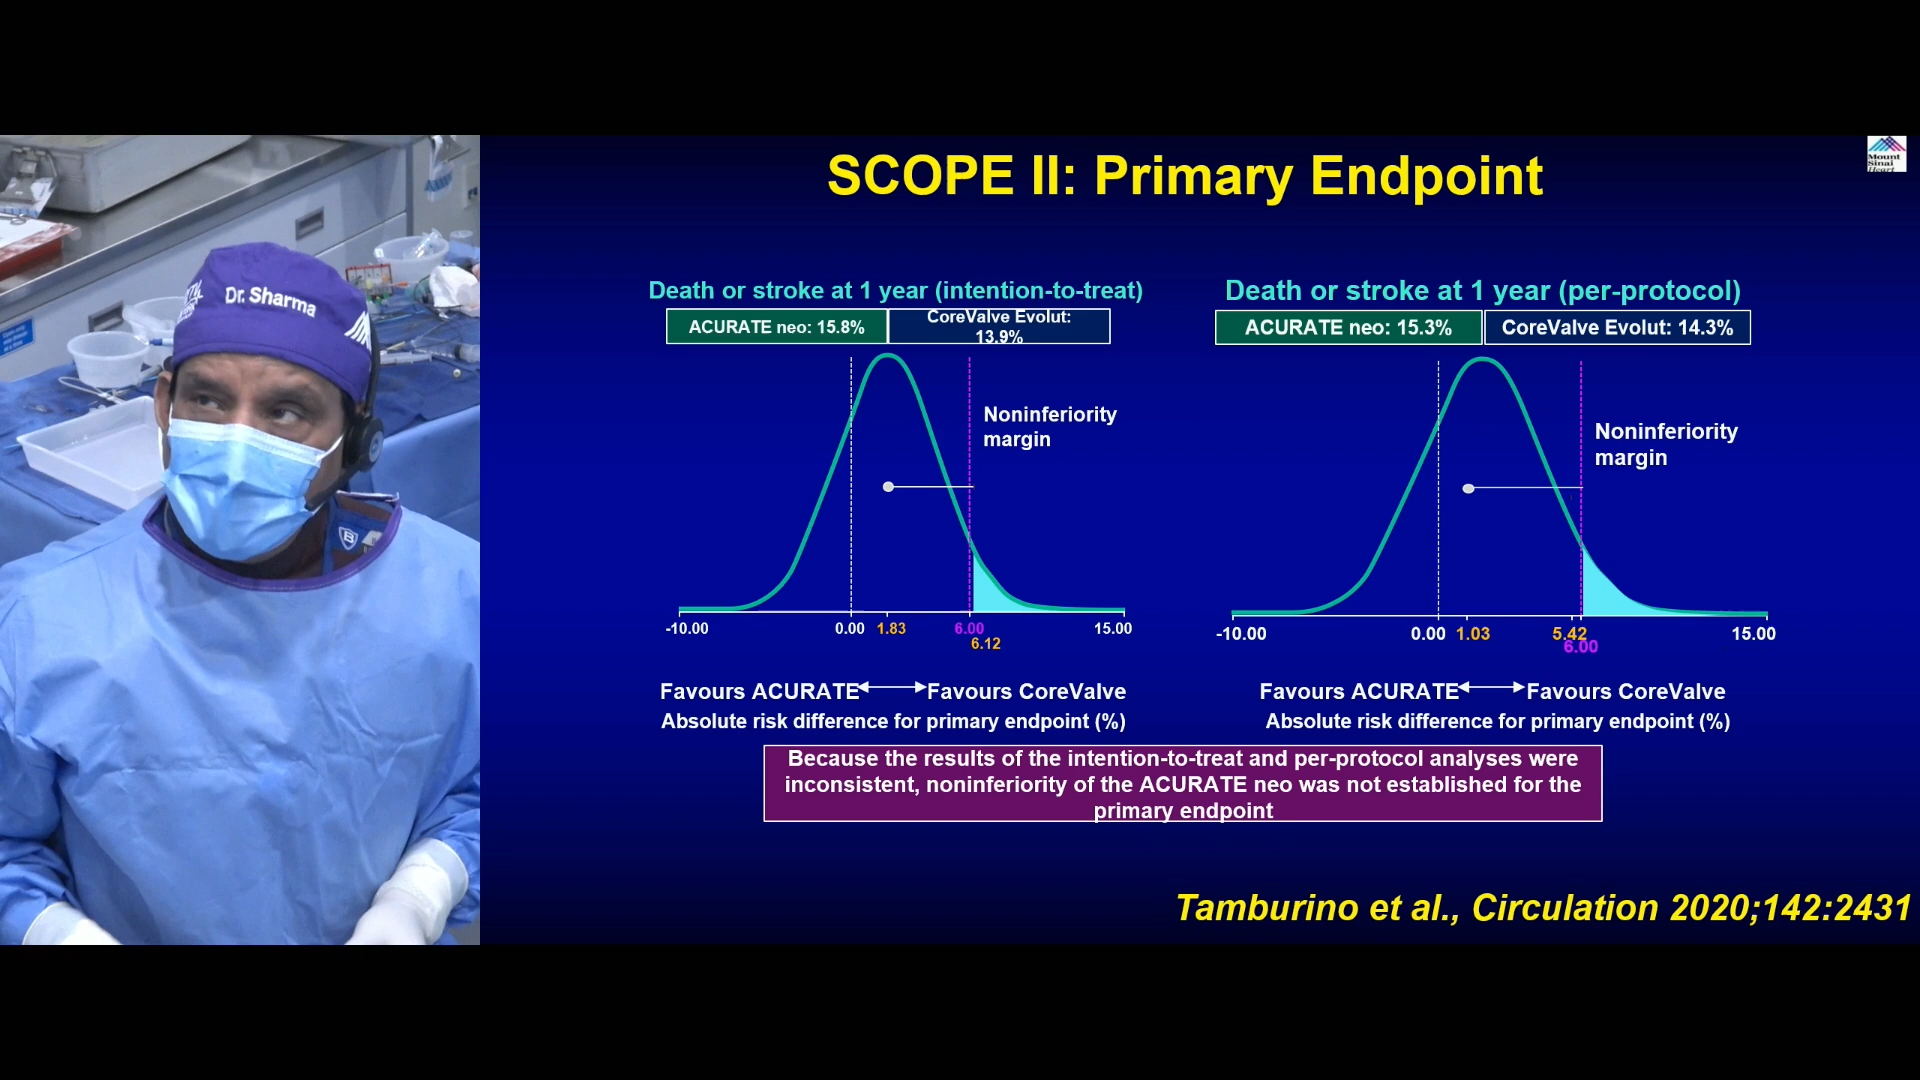 SCOPE II: Primary Endpoint
Mount
Sinai
Heart
Dr. Sharma
Death or stroke at 1 year (intention-to-treat)
ACURATE neo: 15.8%
CoreValve Evolut:
13.9%
Noninferiority
margin
-10.00
0.00
1.83
6.00
6.12
15.00
Favours ACURATE
Favours CoreValve
Absolute risk difference for primary endpoint (%)
Death or stroke at 1 year (per-protocol)
ACURATE neo: 15.3%
CoreValve Evolut: 14.3%
Noninferiority
margin
-10.00
0.00
1.03
5.42
6.00
15.00
Favours ACURATE
Favours CoreValve
Absolute risk difference for primary endpoint (%)
Because the results of the intention-to-treat and per-protocol analyses were
inconsistent, noninferiority of the ACURATE neo was not established for the
primary endpoint
Tamburino et al., Circulation 2020;142:2431